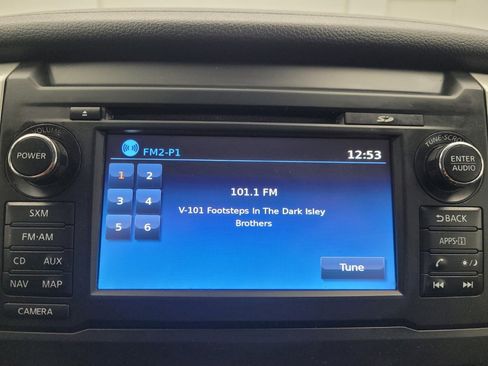 SD
VOLUME
POWER
FM2-P1
12:53
TUNE·SCROLL
ENTER
AUDIO
1 2
3 4
5 6
101.1 FM
V-101 Footsteps In The Dark Isley
Brothers
Tune
SXM
FM·AM
CD AUX
NAV MAP
CAMERA
BACK
APPS·i